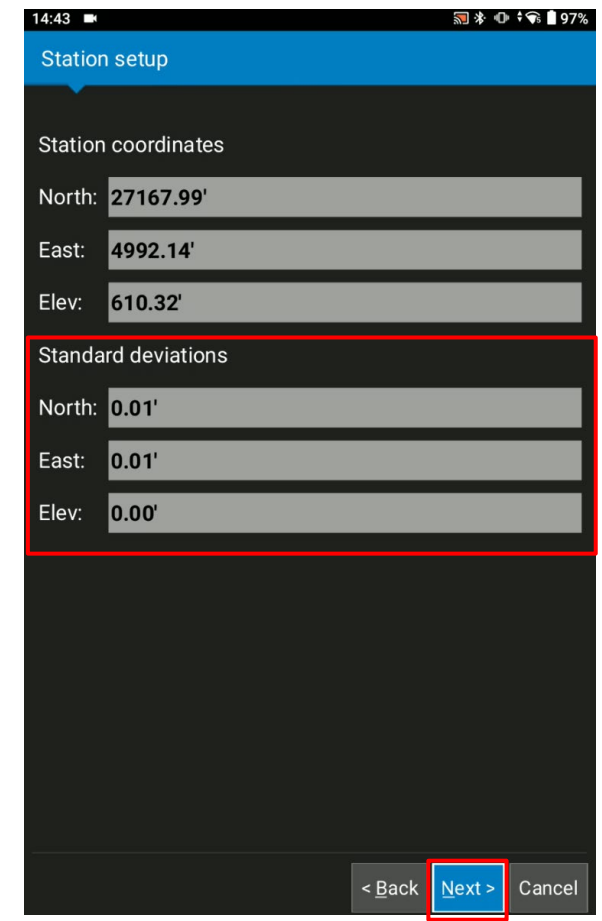 14:43 97%
Station setup
Station coordinates
North: 27167.99'
East: 4992.14'
Elev: 610.32'
Standard deviations
North: 0.01'
East: 0.01'
Elev: 0.00'
< Back Next > Cancel